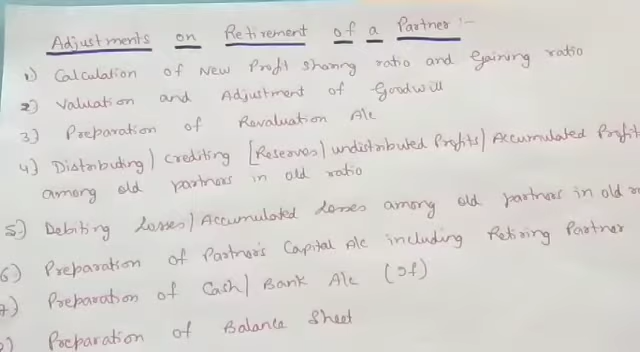 Adjustments on Retirement of a Partner :-
1) Calculation of New Profit sharing ratio and Gaining ratio
2) Valuation and Adjustment of Goodwill
3) Preparation of Revaluation A/c
4) Distributing / Crediting [Reserves / undistributed Profits / Accumulated Profit
among old partners in old ratio
5) Debiting Losses / Accumulated Losses among old partners in old
6) Preparation of Partner's Capital A/c including Retiring Partner
7) Preparation of Cash / Bank A/c (If)
Preparation of Balance Sheet